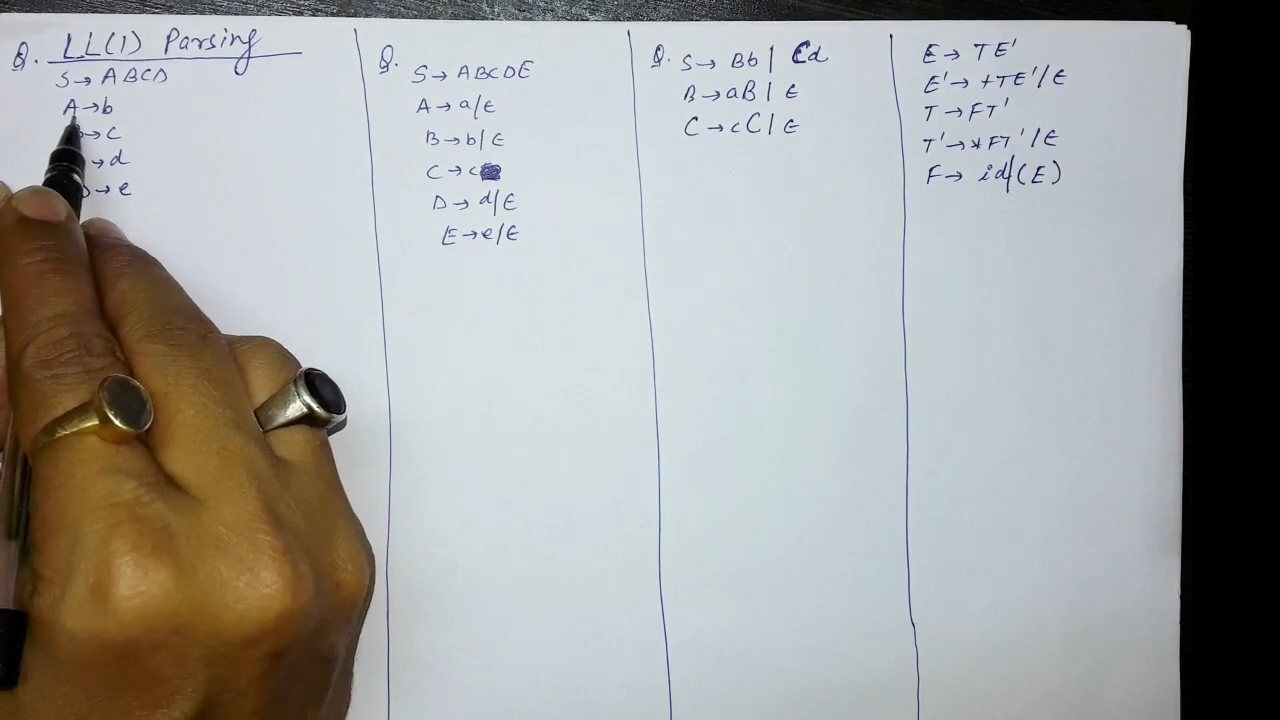 Q. LL(1) Parsing
S→ABCD
A→b
→c
→d
→e
Q.
S→ABCDE
A→a/ε
B→b/ε
C→c
D→d/ε
E→e/ε
Q. S→Bb| Cd
B→aB| ε
C→cC| ε
E→TE'
E'→+TE'/ε
T→FT'
T'→*FT'/ε
F→id/(E)